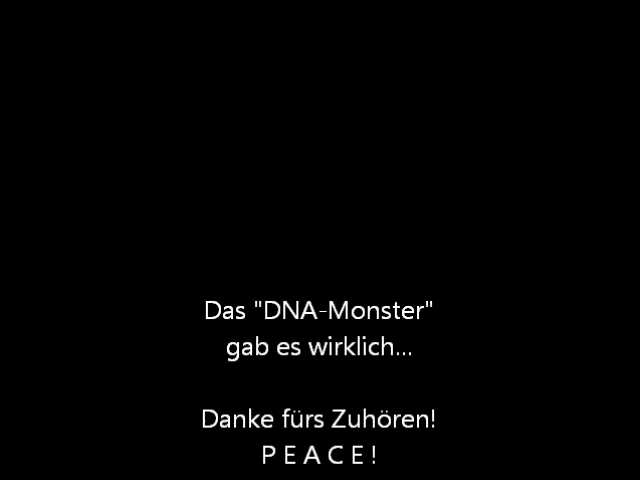 Das "DNA-Monster"
gab es wirklich...
Danke fürs Zuhören!
P E A C E !